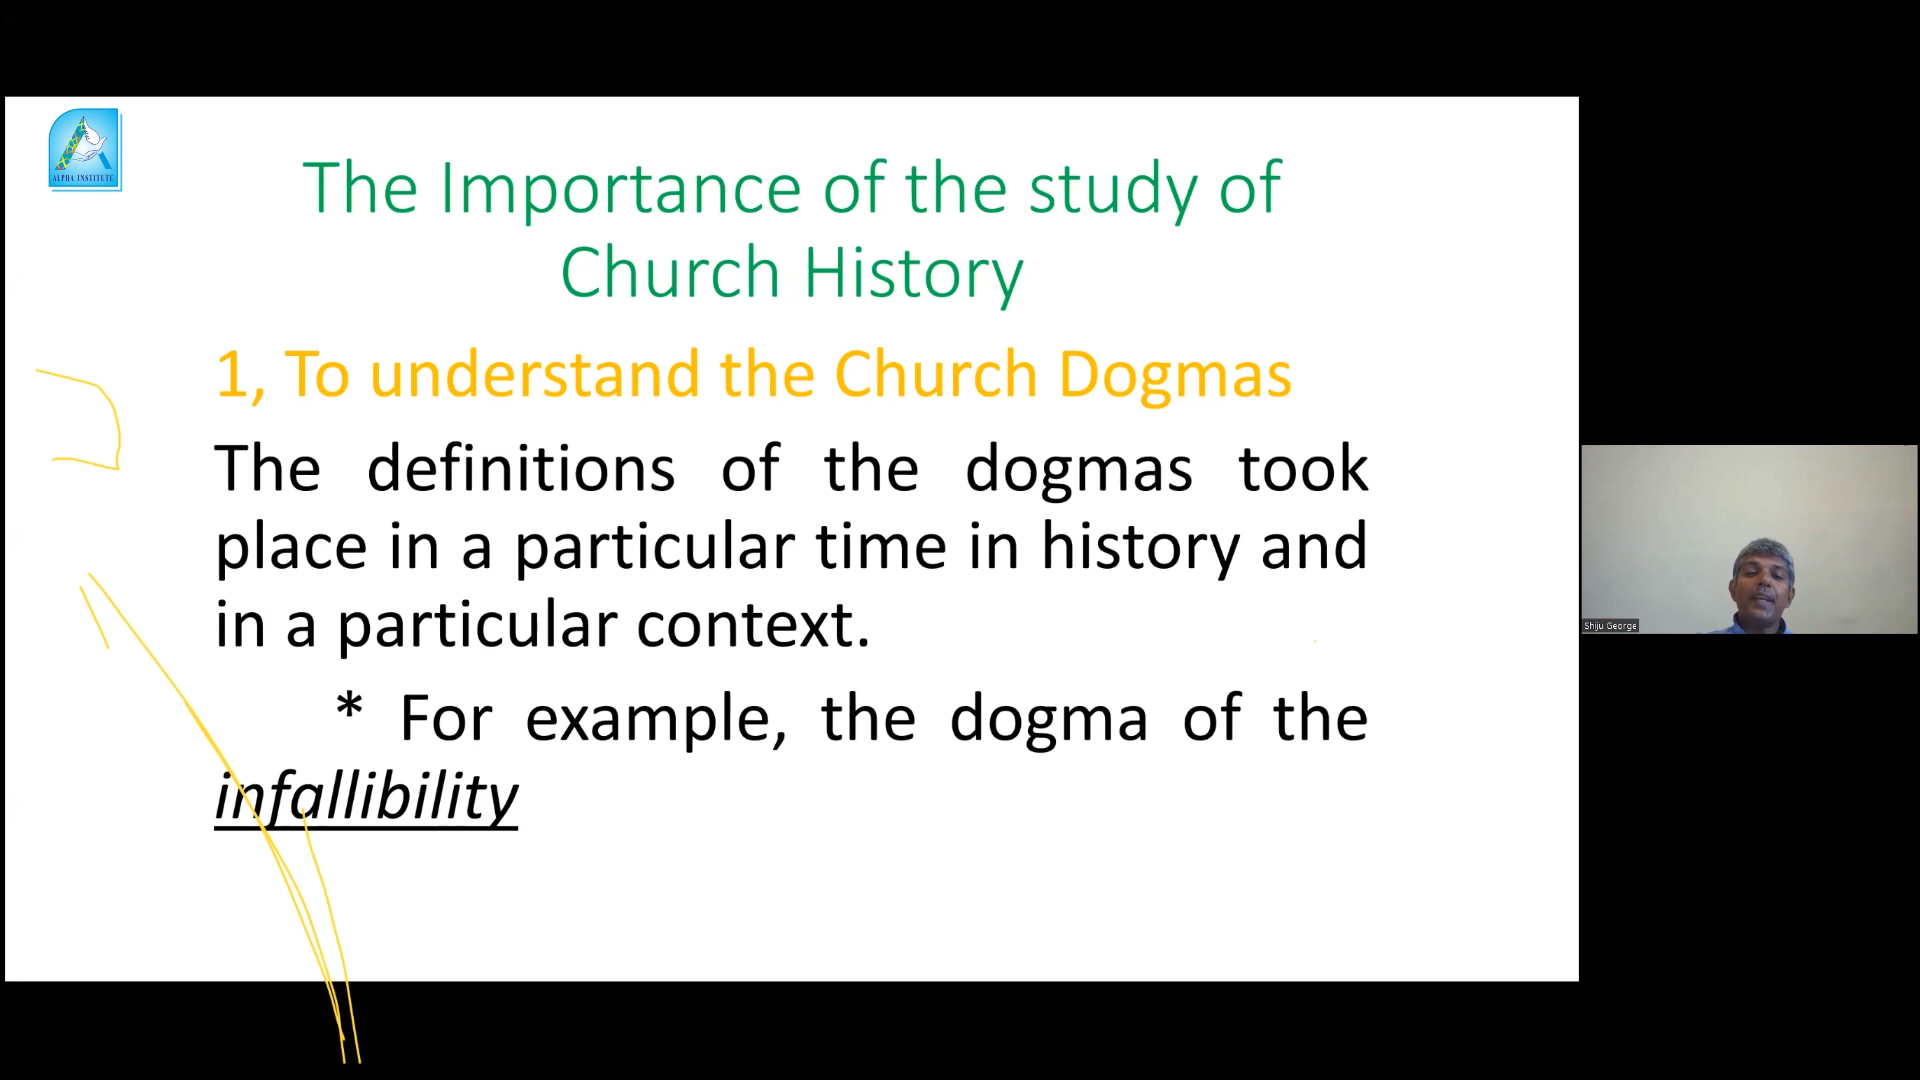 ALPHA INSTITUTE
The Importance of the study of
Church History
1, To understand the Church Dogmas
The definitions of the dogmas took
place in a particular time in history and
in a particular context.
* For example, the dogma of the
infallibility
Shiju George